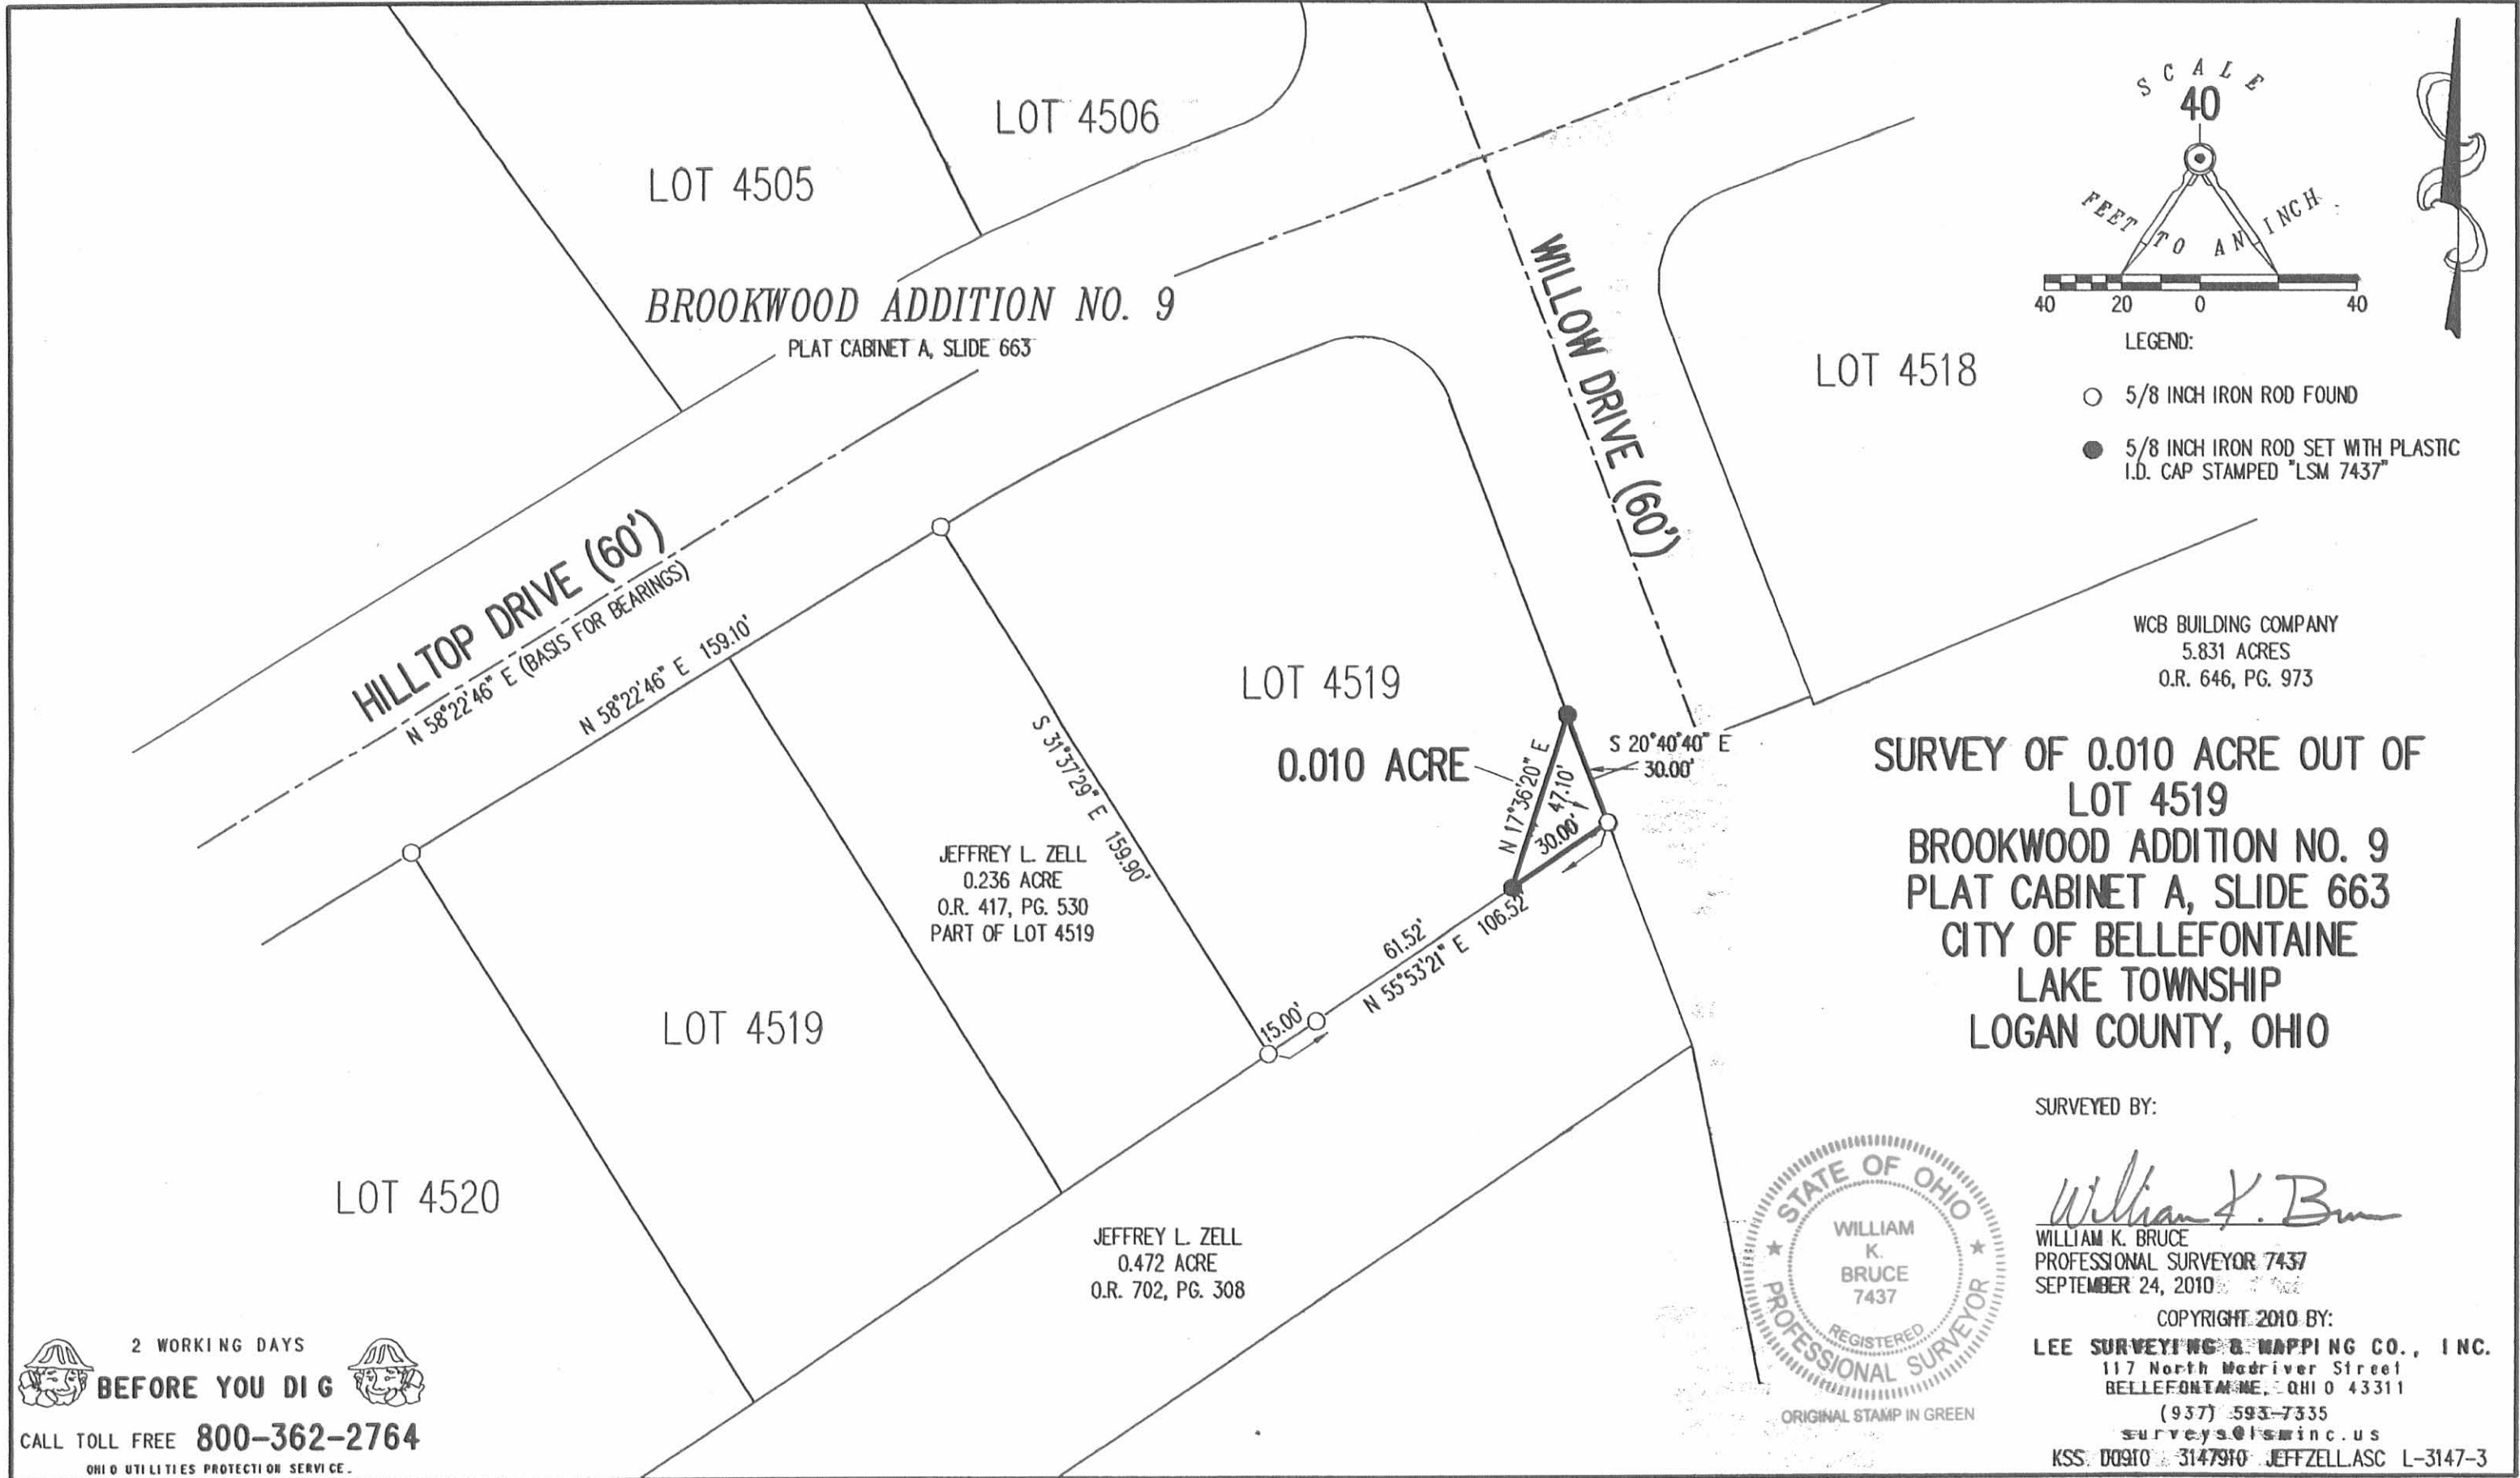 LOT 4506
LOT 4505
BROOKWOOD ADDITION NO. 9
PLAT CABINET A, SLIDE 663
WILLOW DRIVE (60')
LOT 4518
SCALE
40
FEET TO AN INCH
40 20 0 40
LEGEND:
5/8 INCH IRON ROD FOUND
5/8 INCH IRON ROD SET WITH PLASTIC
I.D. CAP STAMPED "LSM 7437"
HILLTOP DRIVE (60')
N 58°22'46" E (BASIS FOR BEARINGS)
N 58°22'46" E 159.10'
S 31°37'29" E 159.90'
LOT 4519
0.010 ACRE
N 17°36'20" E
47.10'
S 20°40'40" E
30.00'
30.00'
61.52'
N 55°53'21" E 106.52'
15.00'
JEFFREY L. ZELL
0.236 ACRE
O.R. 417, PG. 530
PART OF LOT 4519
LOT 4519
LOT 4520
JEFFREY L. ZELL
0.472 ACRE
O.R. 702, PG. 308
WCB BUILDING COMPANY
5.831 ACRES
O.R. 646, PG. 973
SURVEY OF 0.010 ACRE OUT OF
LOT 4519
BROOKWOOD ADDITION NO. 9
PLAT CABINET A, SLIDE 663
CITY OF BELLEFONTAINE
LAKE TOWNSHIP
LOGAN COUNTY, OHIO
SURVEYED BY:
William K. Bruce
WILLIAM K. BRUCE
PROFESSIONAL SURVEYOR 7437
SEPTEMBER 24, 2010
COPYRIGHT 2010 BY:
LEE SURVEYING & MAPPING CO., INC.
117 North Madriver Street
BELLEFONTAINE, OHIO 43311
(937) 593-7335
surveys@lsminc.us
KSS D0910 3147910 JEFFZELL.ASC L-3147-3
STATE OF OHIO
WILLIAM
K.
BRUCE
7437
REGISTERED
PROFESSIONAL SURVEYOR
ORIGINAL STAMP IN GREEN
2 WORKING DAYS
BEFORE YOU DIG
CALL TOLL FREE 800-362-2764
OHIO UTILITIES PROTECTION SERVICE.